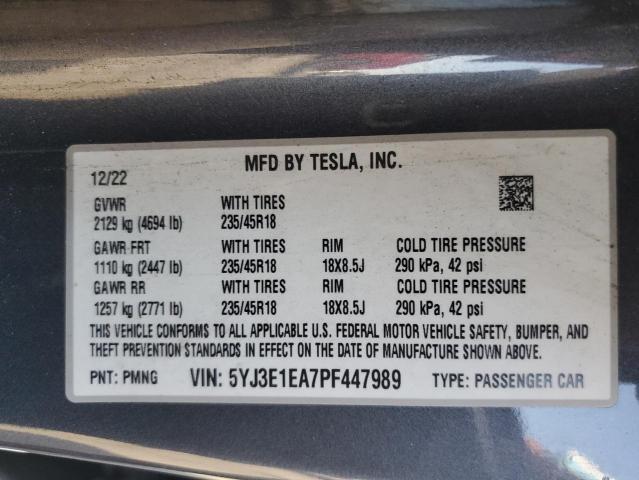 MFD BY TESLA, INC.
12/22
GVWR WITH TIRES
2129 kg (4694 lb) 235/45R18
GAWR FRT WITH TIRES RIM COLD TIRE PRESSURE
1110 kg (2447 lb) 235/45R18 18X8.5J 290 kPa, 42 psi
GAWR RR WITH TIRES RIM COLD TIRE PRESSURE
1257 kg (2771 lb) 235/45R18 18X8.5J 290 kPa, 42 psi
THIS VEHICLE CONFORMS TO ALL APPLICABLE U.S. FEDERAL MOTOR VEHICLE SAFETY, BUMPER, AND
THEFT PREVENTION STANDARDS IN EFFECT ON THE DATE OF MANUFACTURE SHOWN ABOVE.
PNT: PMNG VIN: 5YJ3E1EA7PF447989 TYPE: PASSENGER CAR